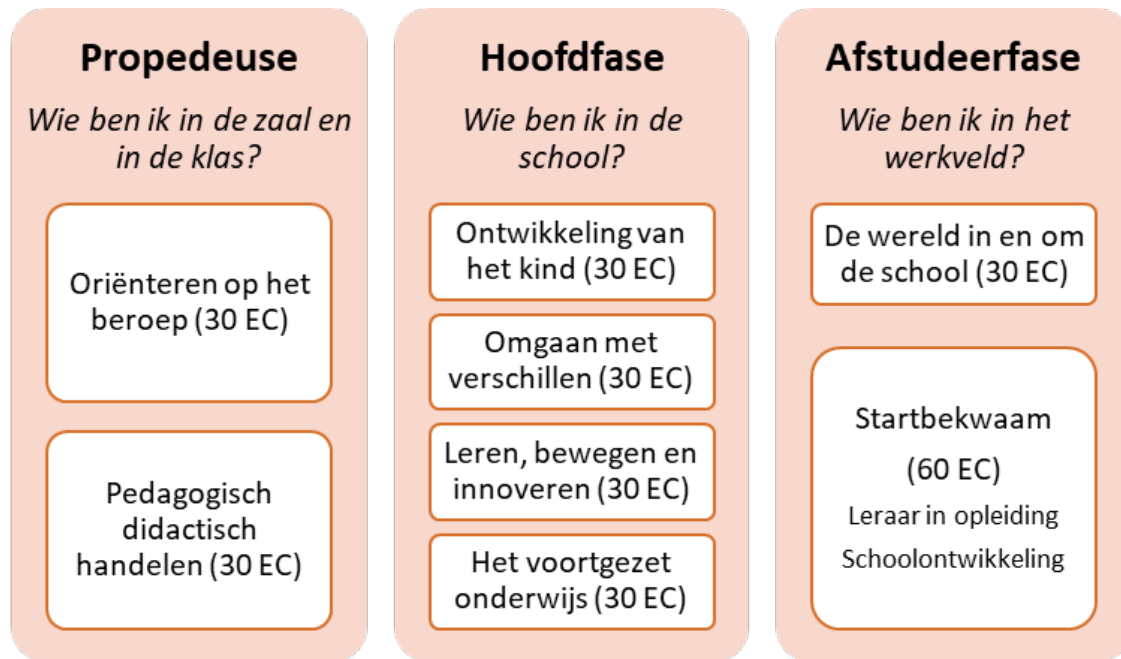 Propedeuse
Wie ben ik in de zaal en
in de klas?
Oriënteren op het
beroep (30 EC)
Pedagogisch
didactisch
handelen (30 EC)
Hoofdfase
Wie ben ik in de
school?
Ontwikkeling van
het kind (30 EC)
Omgaan met
verschillen (30 EC)
Leren, bewegen en
innoveren (30 EC)
Het voortgezet
onderwijs (30 EC)
Afstudeerfase
Wie ben ik in het
werkveld?
De wereld in en om
de school (30 EC)
Startbekwaam
(60 EC)
Leraar in opleiding
Schoolontwikkeling